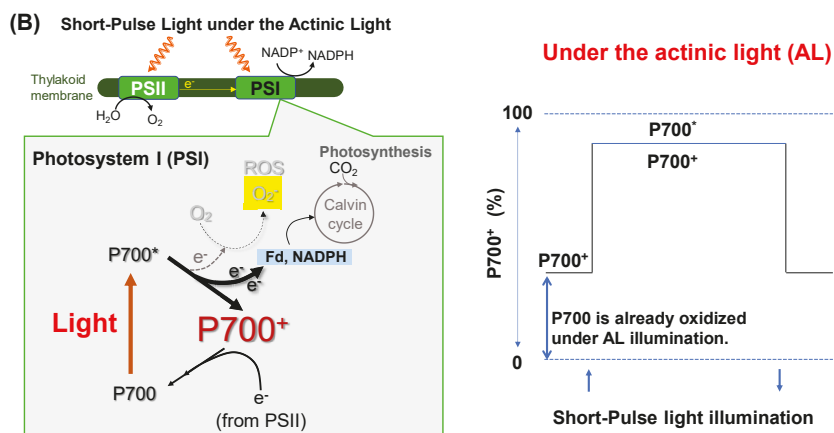 (B)
Short-Pulse Light under the Actinic Light
NADP⁺ NADPH
Thylakoid
membrane
PSII
e⁻
PSI
H₂O
O₂
Photosystem I (PSI)
Photosynthesis
CO₂
ROS
O₂⁻
Calvin
cycle
O₂
e⁻
P700*
Fd, NADPH
e⁻
e⁻
Light
P700⁺
P700
e⁻
(from PSII)
Under the actinic light (AL)
100
P700*
P700⁺
P700⁺ (%)
P700⁺
P700 is already oxidized
under AL illumination.
0
Short-Pulse light illumination